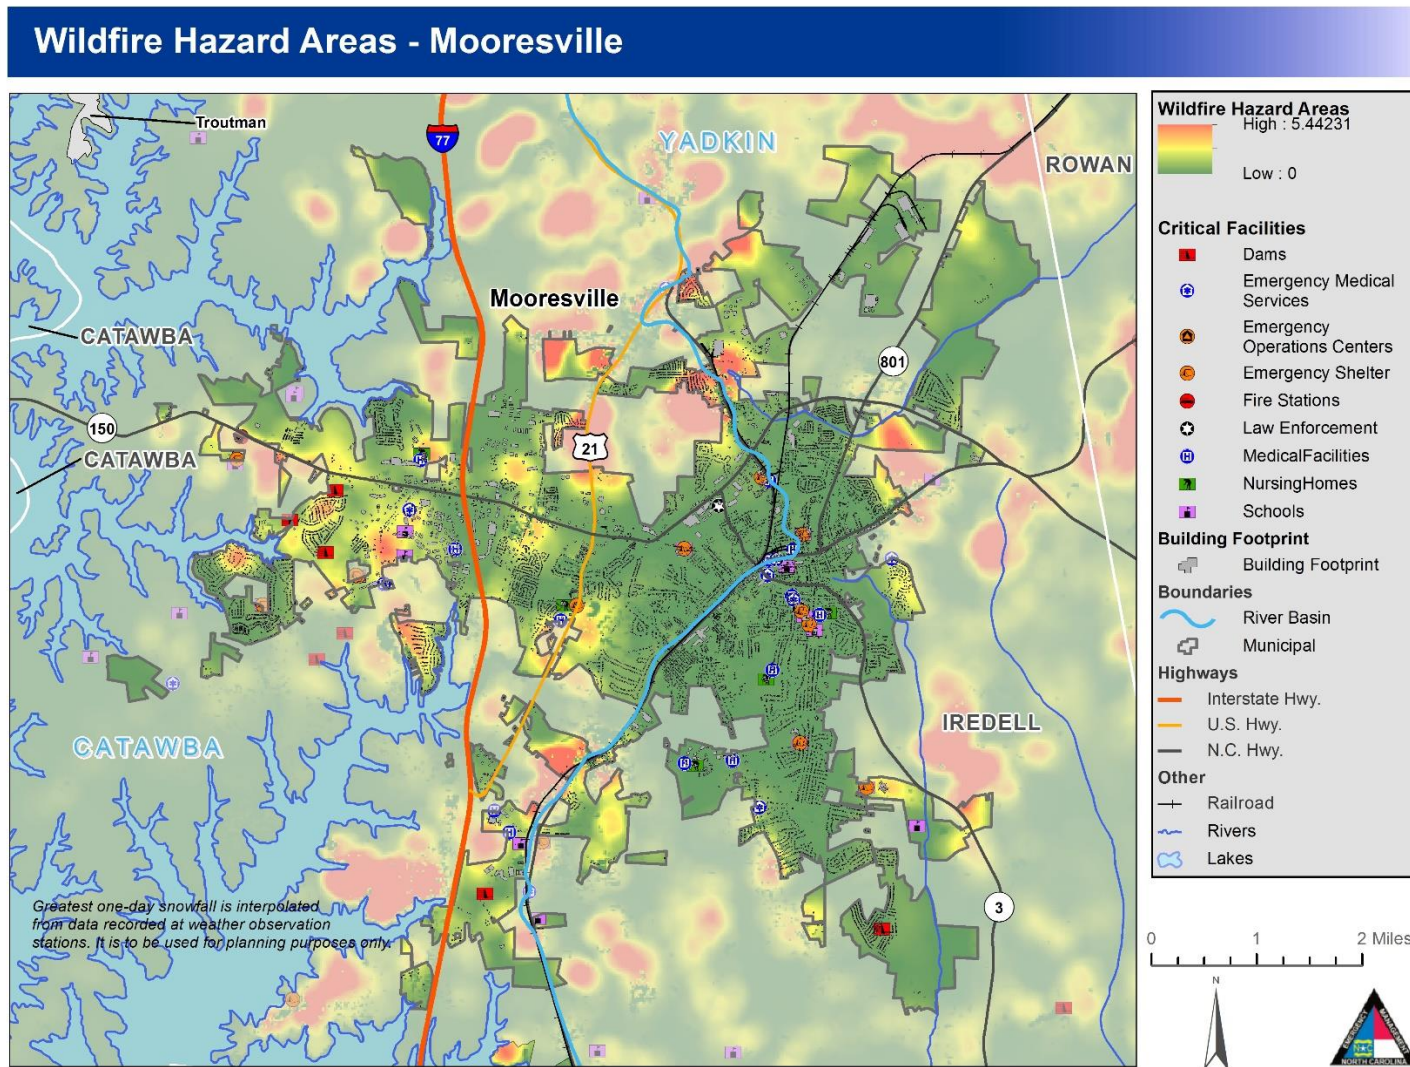 Wildfire Hazard Areas - Mooresville
Troutman
77
YADKIN
ROWAN
Mooresville
CATAWBA
801
150
21
CATAWBA
IREDELL
CATAWBA
3
Greatest one-day snowfall is interpolated
from data recorded at weather observation
stations. It is to be used for planning purposes only.
Wildfire Hazard Areas
High : 5.44231
Low : 0
Critical Facilities
Dams
Emergency Medical
Services
Emergency
Operations Centers
Emergency Shelter
Fire Stations
Law Enforcement
MedicalFacilities
NursingHomes
Schools
Building Footprint
Building Footprint
Boundaries
River Basin
Municipal
Highways
Interstate Hwy.
U.S. Hwy.
N.C. Hwy.
Other
Railroad
Rivers
Lakes
0 1 2 Miles
N
EMERGENCY
MANAGEMENT
N C
NORTH CAROLINA